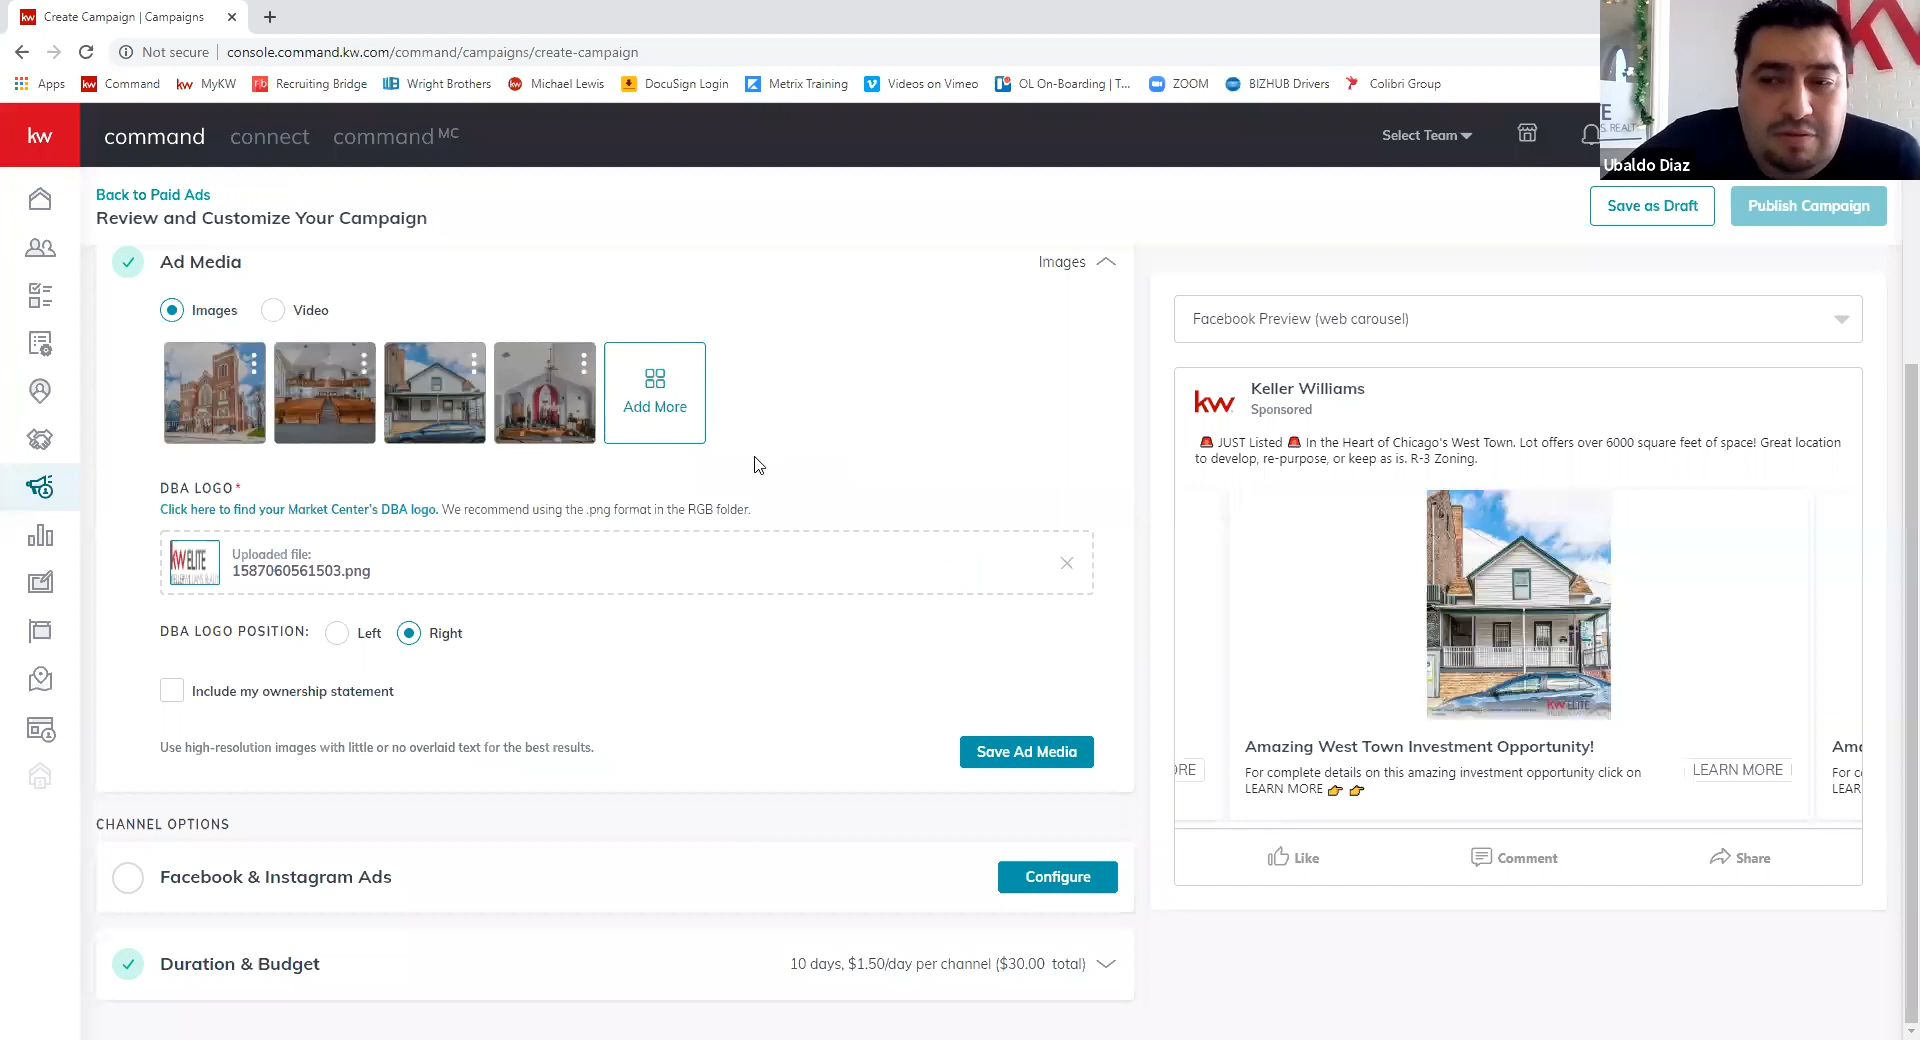 Create Campaign | Campaigns
Not secure
console.command.kw.com/command/campaigns/create-campaign
Apps
Command
MyKW
Recruiting Bridge
Wright Brothers
Michael Lewis
DocuSign Login
Metrix Training
Videos on Vimeo
OL On-Boarding | T...
ZOOM
BIZHUB Drivers
Colibri Group
kw
command
connect
command MC
Select Team
Ubaldo Diaz
Back to Paid Ads
Review and Customize Your Campaign
Save as Draft
Publish Campaign
Ad Media
Images
Images
Video
Add More
DBA LOGO*
Click here to find your Market Center's DBA logo. We recommend using the .png format in the RGB folder.
KW ELITE
Uploaded file:
1587060561503.png
DBA LOGO POSITION:
Left
Right
Include my ownership statement
Use high-resolution images with little or no overlaid text for the best results.
Save Ad Media
CHANNEL OPTIONS
Facebook & Instagram Ads
Configure
Duration & Budget
10 days, $1.50/day per channel ($30.00 total)
Facebook Preview (web carousel)
kw
Keller Williams
Sponsored
🚨 JUST Listed 🚨 In the Heart of Chicago's West Town. Lot offers over 6000 square feet of space! Great location
to develop, re-purpose, or keep as is. R-3 Zoning.
KW ELITE
Amazing West Town Investment Opportunity!
For complete details on this amazing investment opportunity click on
LEARN MORE 👉 👉
LEARN MORE
Like
Comment
Share